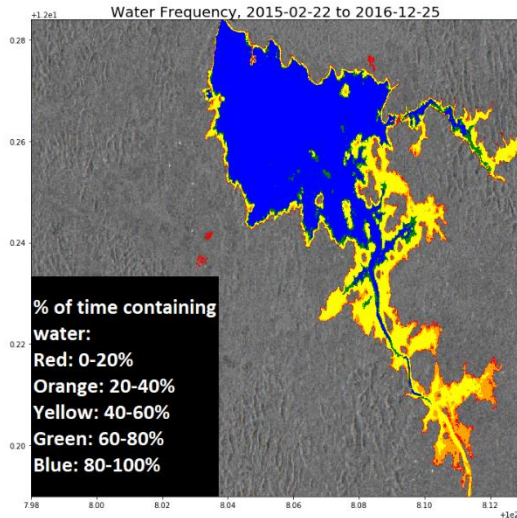 Water Frequency, 2015-02-22 to 2016-12-25
+1.2e1
0.28
0.26
0.24
0.22
0.20
% of time containing
water:
Red: 0-20%
Orange: 20-40%
Yellow: 40-60%
Green: 60-80%
Blue: 80-100%
7.98 8.00 8.02 8.04 8.06 8.08 8.10 8.12